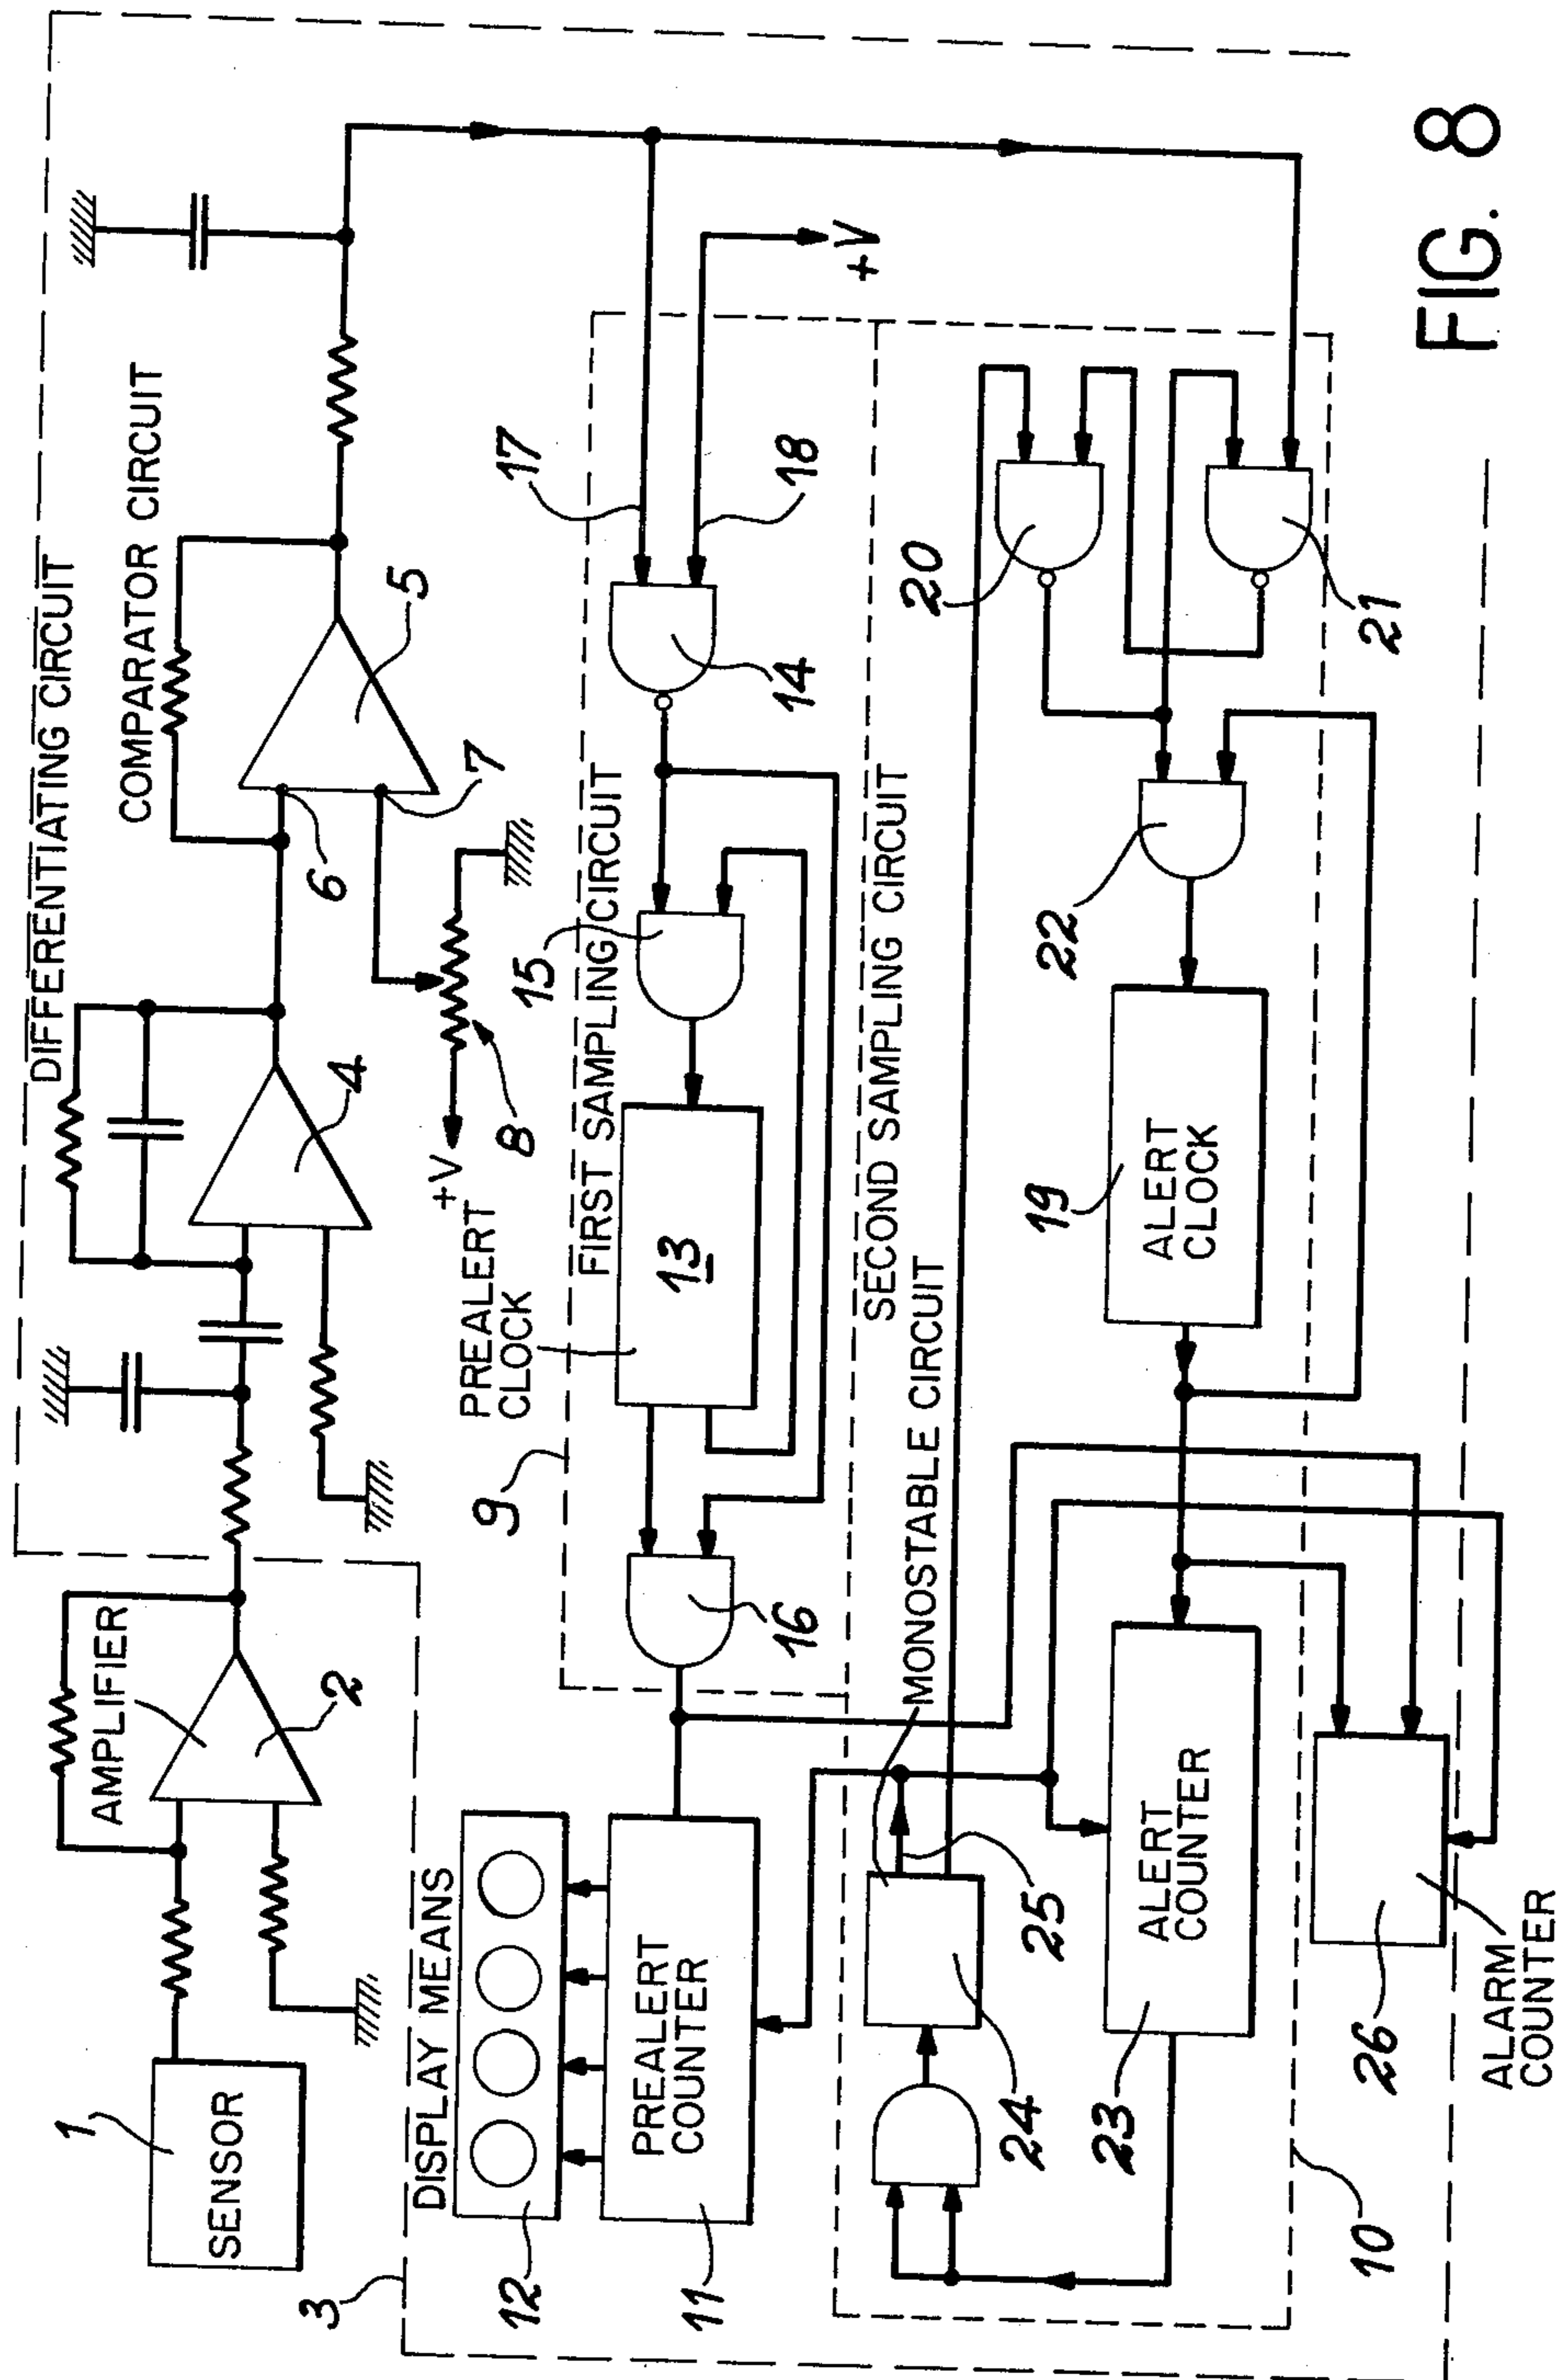 DIFFERENTIATING CIRCUIT
COMPARATOR CIRCUIT
AMPLIFIER
1
SENSOR
2
4
5
6
7
+V
8
3
DISPLAY MEANS
12
PREALERT
COUNTER
11
9
PREALERT
CLOCK
FIRST SAMPLING CIRCUIT
13
14
15
16
17
18
+V
SECOND SAMPLING CIRCUIT
MONOSTABLE CIRCUIT
24
25
20
21
22
19
ALERT
CLOCK
ALERT
COUNTER
23
10
26
ALARM
COUNTER
FIG. 8